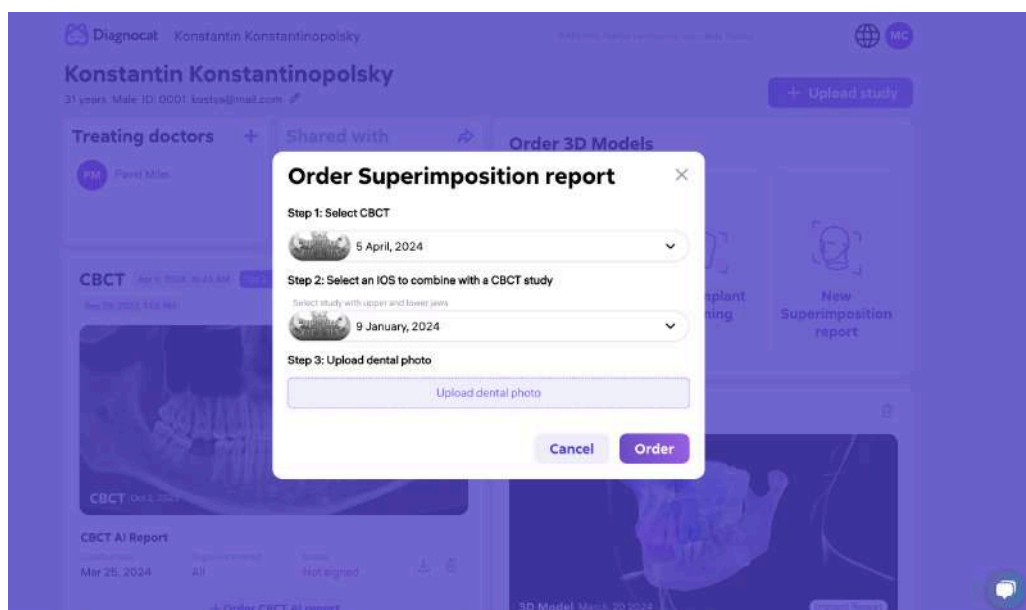 Diagnocat Konstantin Konstantinopolsky
MC
Konstantin Konstantinopolsky
31 years Male ID: 0001 kostya@mail.com
+ Upload study
Treating doctors +
Shared with
Order 3D Models
PM
Order Superimposition report
Step 1: Select CBCT
5 April, 2024
Step 2: Select an IOS to combine with a CBCT study
Select study with upper and lower jaws
9 January, 2024
Step 3: Upload dental photo
Upload dental photo
Cancel Order
New
Superimposition
report
CBCT
CBCT
CBCT AI Report
Mar 25, 2024 All Not signed
+ Order CBCT AI report
3D Model March 20 2024